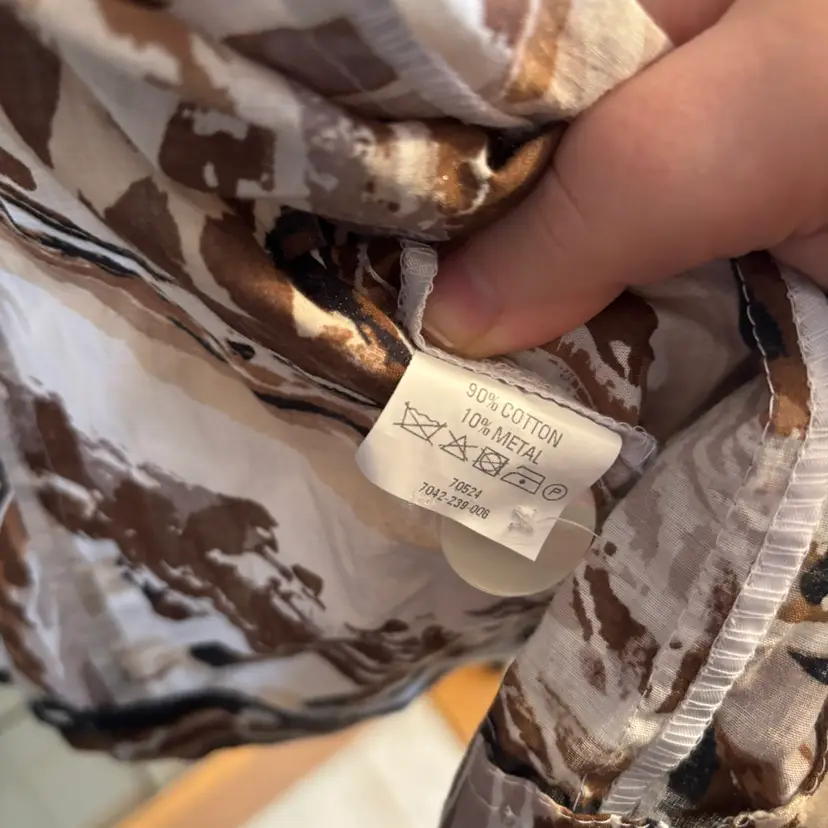 90% COTTON
10% METAL
P
70524
7042-239-006